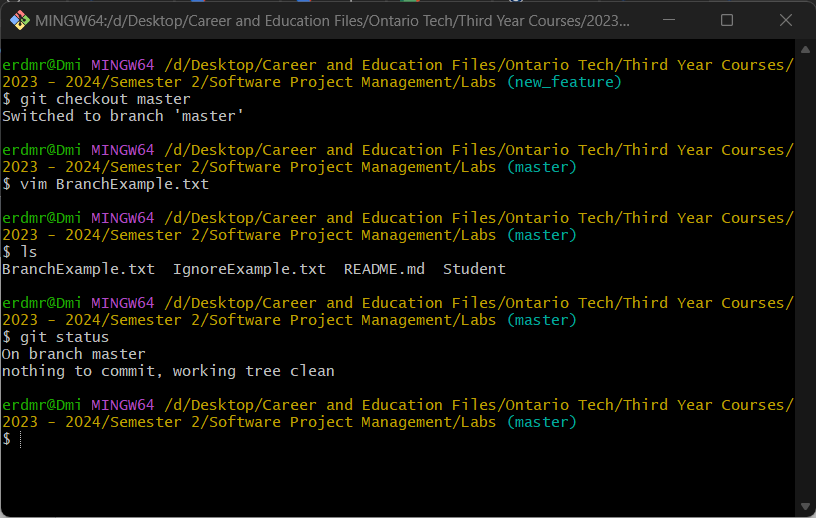 MINGW64:/d/Desktop/Career and Education Files/Ontario Tech/Third Year Courses/2023...
erdmr@Dmi MINGW64 /d/Desktop/Career and Education Files/Ontario Tech/Third Year Courses/
2023 - 2024/Semester 2/Software Project Management/Labs (new_feature)
$ git checkout master
Switched to branch 'master'
erdmr@Dmi MINGW64 /d/Desktop/Career and Education Files/Ontario Tech/Third Year Courses/
2023 - 2024/Semester 2/Software Project Management/Labs (master)
$ vim BranchExample.txt
erdmr@Dmi MINGW64 /d/Desktop/Career and Education Files/Ontario Tech/Third Year Courses/
2023 - 2024/Semester 2/Software Project Management/Labs (master)
$ ls
BranchExample.txt  IgnoreExample.txt  README.md  Student
erdmr@Dmi MINGW64 /d/Desktop/Career and Education Files/Ontario Tech/Third Year Courses/
2023 - 2024/Semester 2/Software Project Management/Labs (master)
$ git status
On branch master
nothing to commit, working tree clean
erdmr@Dmi MINGW64 /d/Desktop/Career and Education Files/Ontario Tech/Third Year Courses/
2023 - 2024/Semester 2/Software Project Management/Labs (master)
$